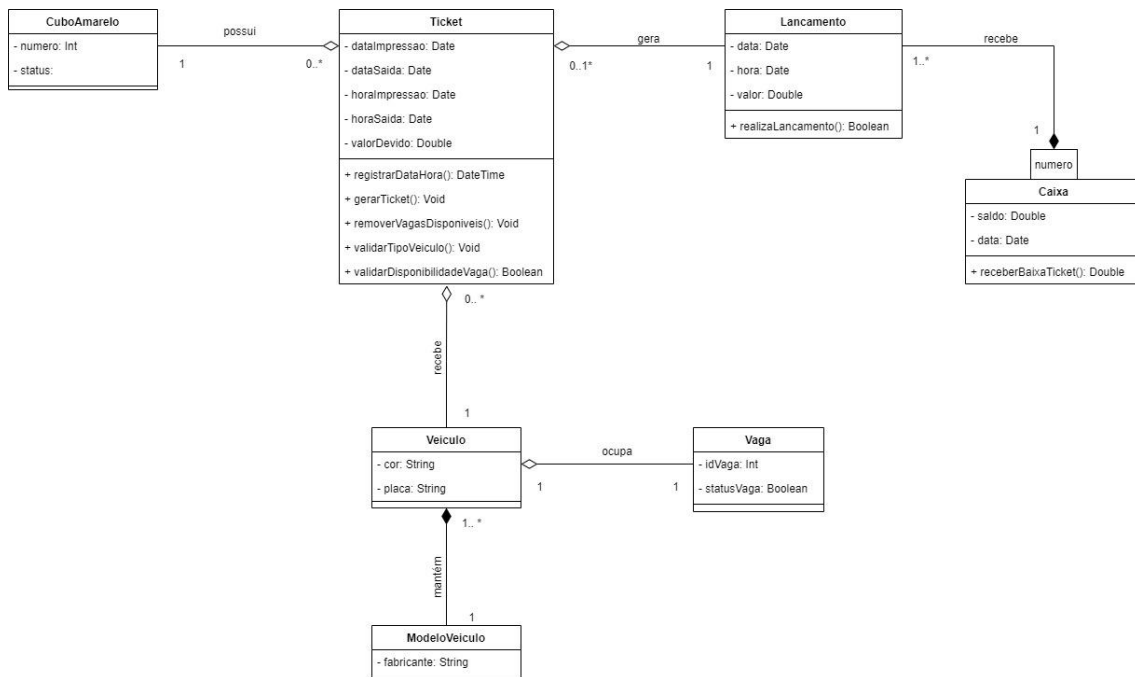 CuboAmarelo
- numero: Int
- status:
possui
1
0..*
Ticket
- dataImpressao: Date
- dataSaida: Date
- horaImpressao: Date
- horaSaida: Date
- valorDevido: Double
+ registrarDataHora(): DateTime
+ gerarTicket(): Void
+ removerVagasDisponiveis(): Void
+ validarTipoVeiculo(): Void
+ validarDisponibilidadeVaga(): Boolean
gera
0..1*
1
Lancamento
- data: Date
- hora: Date
- valor: Double
+ realizaLancamento(): Boolean
recebe
1..*
1
numero
Caixa
- saldo: Double
- data: Date
+ receberBaixaTicket(): Double
0.. *
recebe
1
Veiculo
- cor: String
- placa: String
ocupa
1
1
Vaga
- idVaga: Int
- statusVaga: Boolean
1.. *
mantém
1
ModeloVeiculo
- fabricante: String